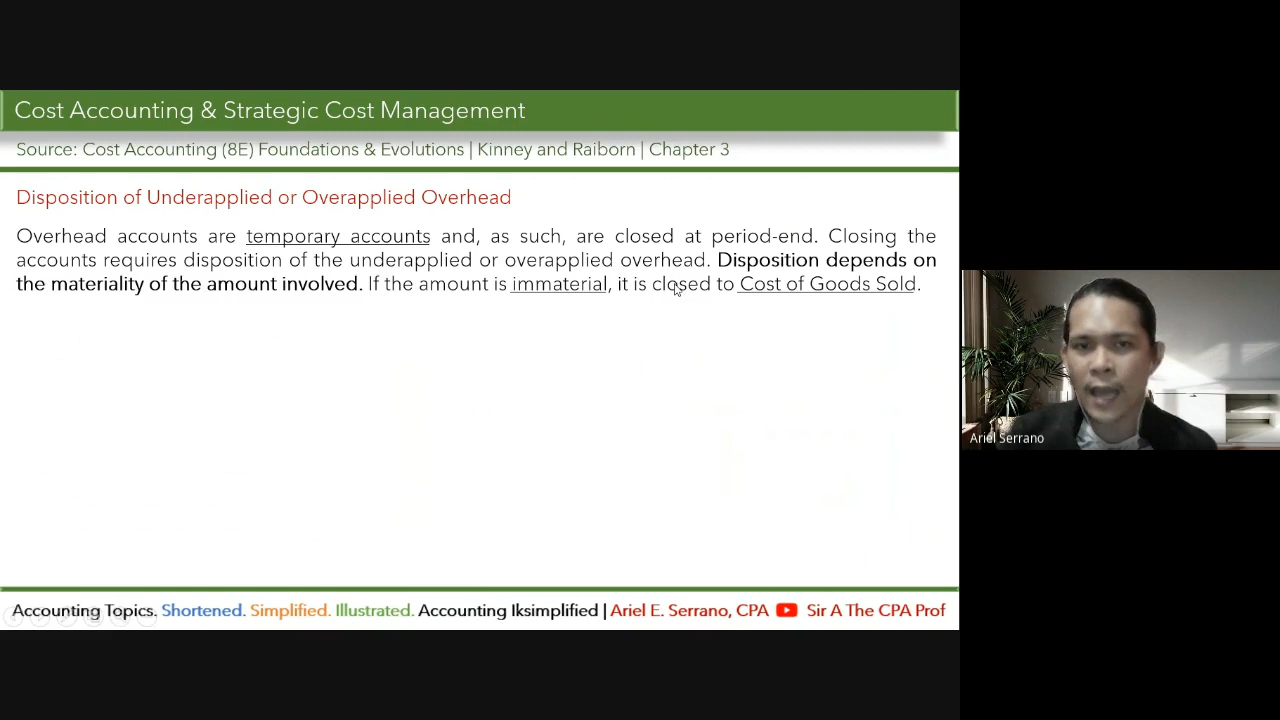 Cost Accounting & Strategic Cost Management
Source: Cost Accounting (8E) Foundations & Evolutions | Kinney and Raiborn | Chapter 3
Disposition of Underapplied or Overapplied Overhead
Overhead accounts are temporary accounts and, as such, are closed at period-end. Closing the
accounts requires disposition of the underapplied or overapplied overhead. Disposition depends on
the materiality of the amount involved. If the amount is immaterial, it is closed to Cost of Goods Sold.
Ariel Serrano
Accounting Topics. Shortened. Simplified. Illustrated. Accounting Iksimplified | Ariel E. Serrano, CPA Sir A The CPA Prof